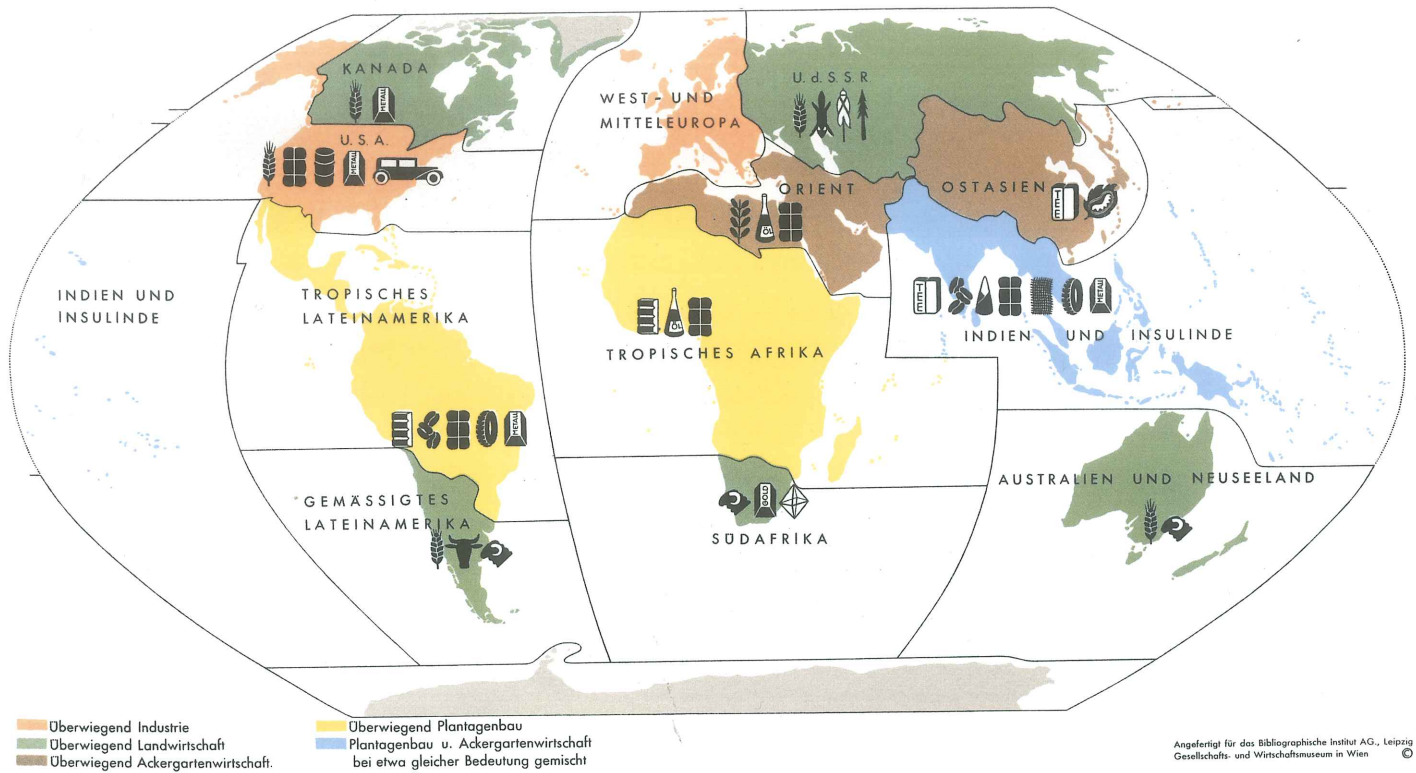 KANADA
METALL
U.S.A.
METALL
WEST- UND
MITTELEUROPA
U.d.S.S.R
ORIENT
ÖL
OSTASIEN
TEE
INDIEN UND
INSULINDE
TROPISCHES
LATEINAMERIKA
ÖL
TROPISCHES AFRIKA
TEE
METALL
INDIEN UND INSULINDE
METALL
GEMÄSSIGTES
LATEINAMERIKA
GOLD
SÜDAFRIKA
AUSTRALIEN UND NEUSEELAND
Überwiegend Industrie
Überwiegend Landwirtschaft
Überwiegend Ackergartenwirtschaft.
Überwiegend Plantagenbau
Plantagenbau u. Ackergartenwirtschaft
bei etwa gleicher Bedeutung gemischt
Angefertigt für das Bibliographische Institut AG., Leipzig
Gesellschafts- und Wirtschaftsmuseum in Wien ©